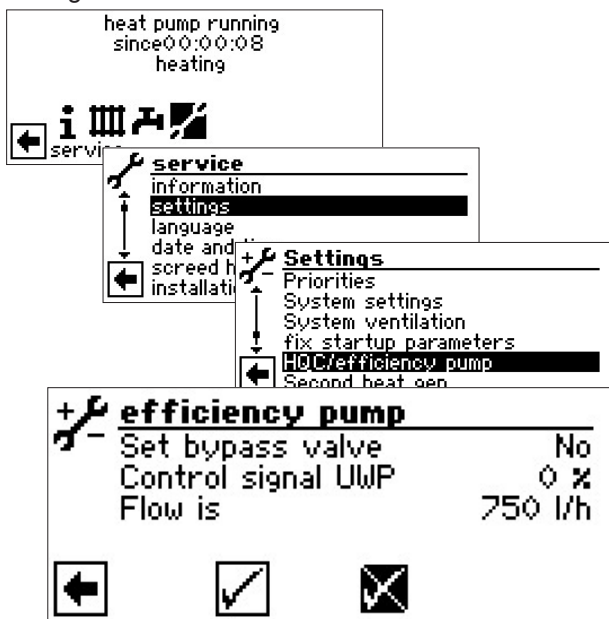 heat pump running
since00:00:08
heating
service
information
settings
language
date and
screed h
installati
Settings
Priorities
System settings
System ventilation
fix startup parameters
HQC/efficiency pump
Second heat gen
efficiency pump
Set bypass valve No
Control signal UWP 0 %
Flow is 750 l/h